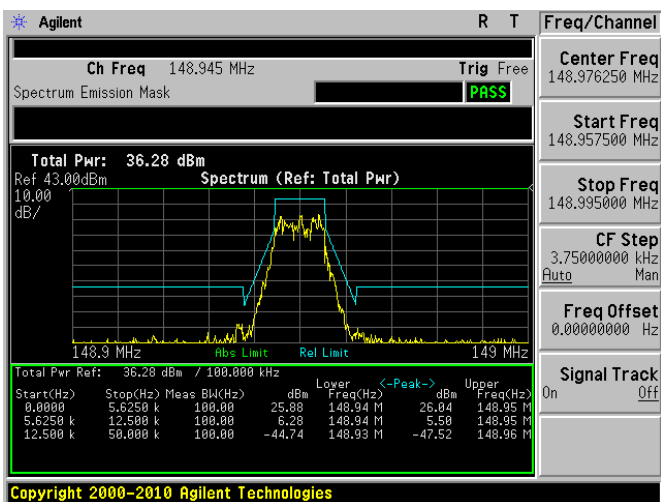 Agilent R T Freq/Channel
Ch Freq 148.945 MHz Trig Free
Spectrum Emission Mask PASS
Center Freq
148.976250 MHz
Start Freq
148.957500 MHz
Stop Freq
148.995000 MHz
CF Step
3.75000000 kHz
Auto Man
Freq Offset
0.00000000 Hz
Signal Track
On Off
Total Pwr: 36.28 dBm
Ref 43.00dBm Spectrum (Ref: Total Pwr)
10.00
dB/
148.9 MHz Abs Limit Rel Limit 149 MHz
Total Pwr Ref: 36.28 dBm / 100.000 kHz
Lower <-Peak-> Upper
Start(Hz) Stop(Hz) Meas BW(Hz) dBm Freq(Hz) dBm Freq(Hz)
0.0000 5.6250 k 100.00 25.88 148.94 M 26.04 148.95 M
5.6250 k 12.500 k 100.00 6.28 148.94 M 5.50 148.95 M
12.500 k 50.000 k 100.00 -44.74 148.93 M -47.52 148.96 M
Copyright 2000-2010 Agilent Technologies